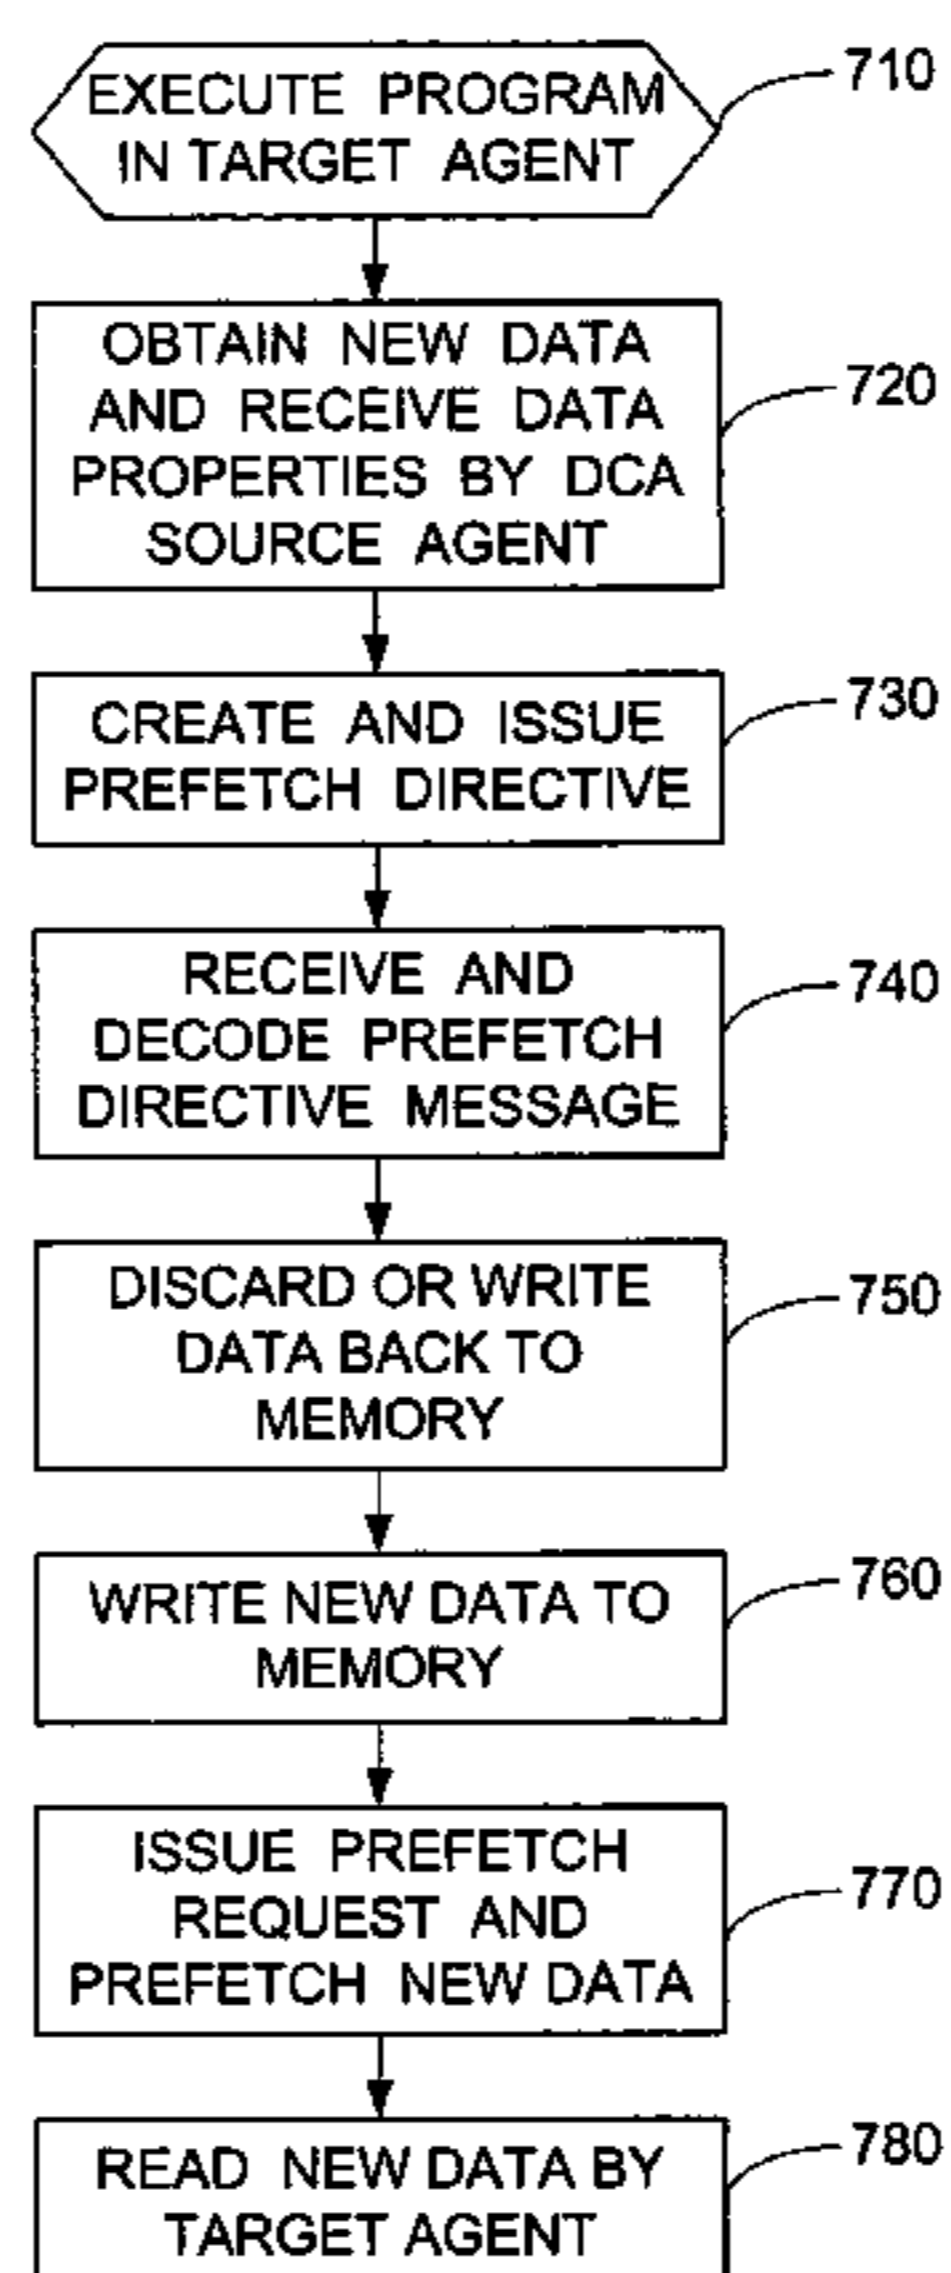 EXECUTE PROGRAM
IN TARGET AGENT
710
OBTAIN NEW DATA
AND RECEIVE DATA
PROPERTIES BY DCA
SOURCE AGENT
720
CREATE AND ISSUE
PREFETCH DIRECTIVE
730
RECEIVE AND
DECODE PREFETCH
DIRECTIVE MESSAGE
740
DISCARD OR WRITE
DATA BACK TO
MEMORY
750
WRITE NEW DATA TO
MEMORY
760
ISSUE PREFETCH
REQUEST AND
PREFETCH NEW DATA
770
READ NEW DATA BY
TARGET AGENT
780